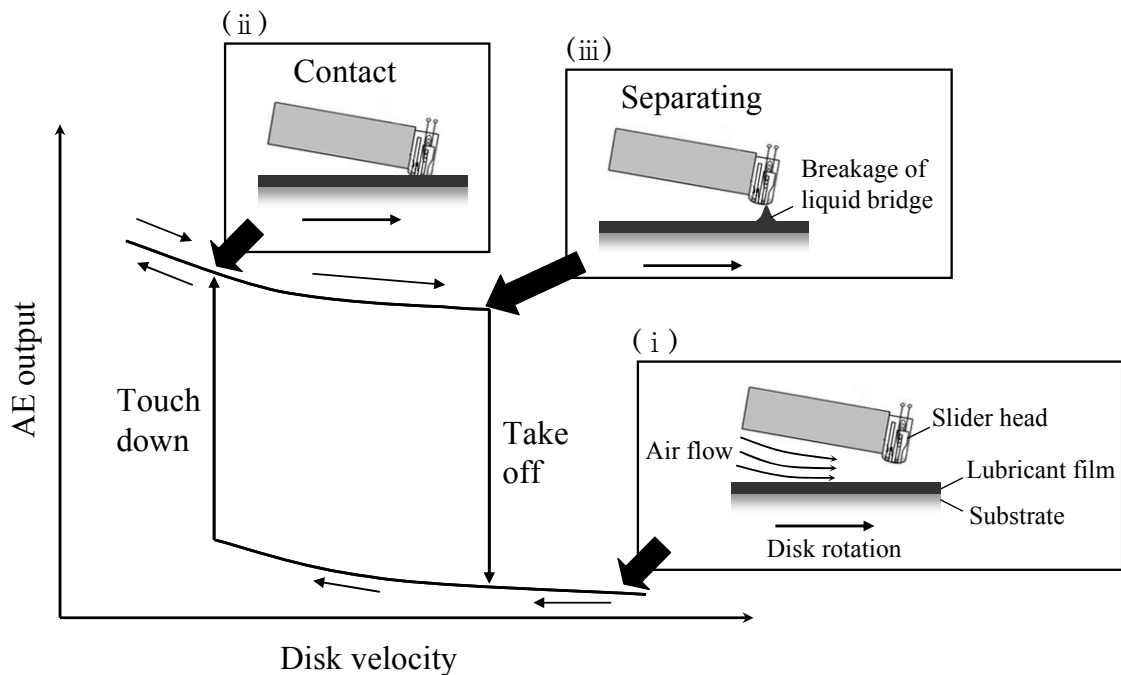 (ⅱ)
Contact
(ⅲ)
Separating
Breakage of
liquid bridge
(ⅰ)
Slider head
Air flow
Lubricant film
Substrate
Disk rotation
AE output
Touch
down
Take
off
Disk velocity